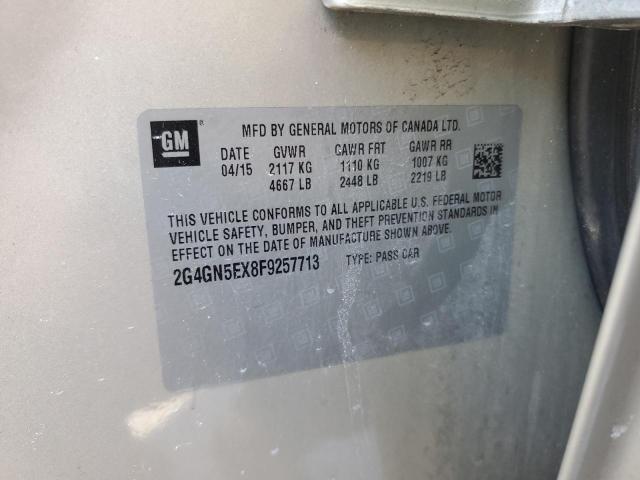 GM ®
MFD BY GENERAL MOTORS OF CANADA LTD.
DATE GVWR GAWR FRT GAWR RR
04/15 2117 KG 1110 KG 1007 KG
4667 LB 2448 LB 2219 LB
THIS VEHICLE CONFORMS TO ALL APPLICABLE U.S. FEDERAL MOTOR
VEHICLE SAFETY, BUMPER, AND THEFT PREVENTION STANDARDS IN
EFFECT ON THE DATE OF MANUFACTURE SHOWN ABOVE.
2G4GN5EX8F9257713 TYPE: PASS CAR